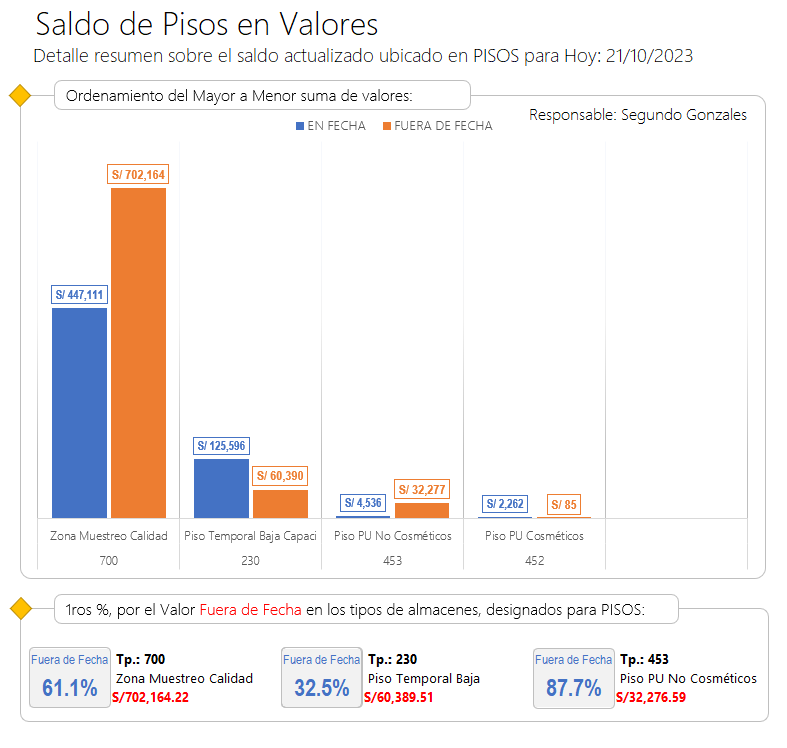 Saldo de Pisos en Valores
Detalle resumen sobre el saldo actualizado ubicado en PISOS para Hoy: 21/10/2023
Ordenamiento del Mayor a Menor suma de valores:
Responsable: Segundo Gonzales
EN FECHA FUERA DE FECHA
S/ 702,164
S/ 447,111
S/ 125,596
S/ 60,390
S/ 4,536
S/ 32,277
S/ 2,262
S/ 85
Zona Muestreo Calidad Piso Temporal Baja Capaci Piso PU No Cosméticos Piso PU Cosméticos
700 230 453 452
1ros %, por el Valor Fuera de Fecha en los tipos de almacenes, designados para PISOS:
Fuera de Fecha
61.1%
Tp.: 700
Zona Muestreo Calidad
S/702,164.22
Fuera de Fecha
32.5%
Tp.: 230
Piso Temporal Baja
S/60,389.51
Fuera de Fecha
87.7%
Tp.: 453
Piso PU No Cosméticos
S/32,276.59